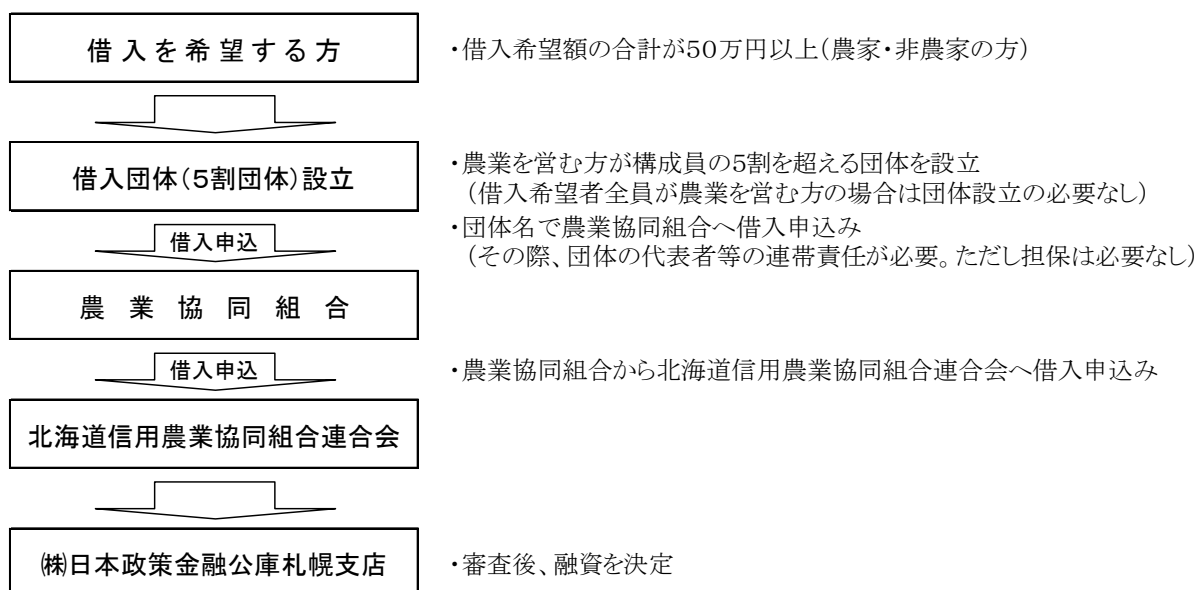 借入を希望する方
・借入希望額の合計が50万円以上(農家・非農家の方)
借入団体(5割団体)設立
・農業を営む方が構成員の5割を超える団体を設立
(借入希望者全員が農業を営む方の場合は団体設立の必要なし)
借入申込
・団体名で農業協同組合へ借入申込み
(その際、団体の代表者等の連帯責任が必要。ただし担保は必要なし)
農業協同組合
借入申込
・農業協同組合から北海道信用農業協同組合連合会へ借入申込み
北海道信用農業協同組合連合会
㈱日本政策金融公庫札幌支店
・審査後、融資を決定